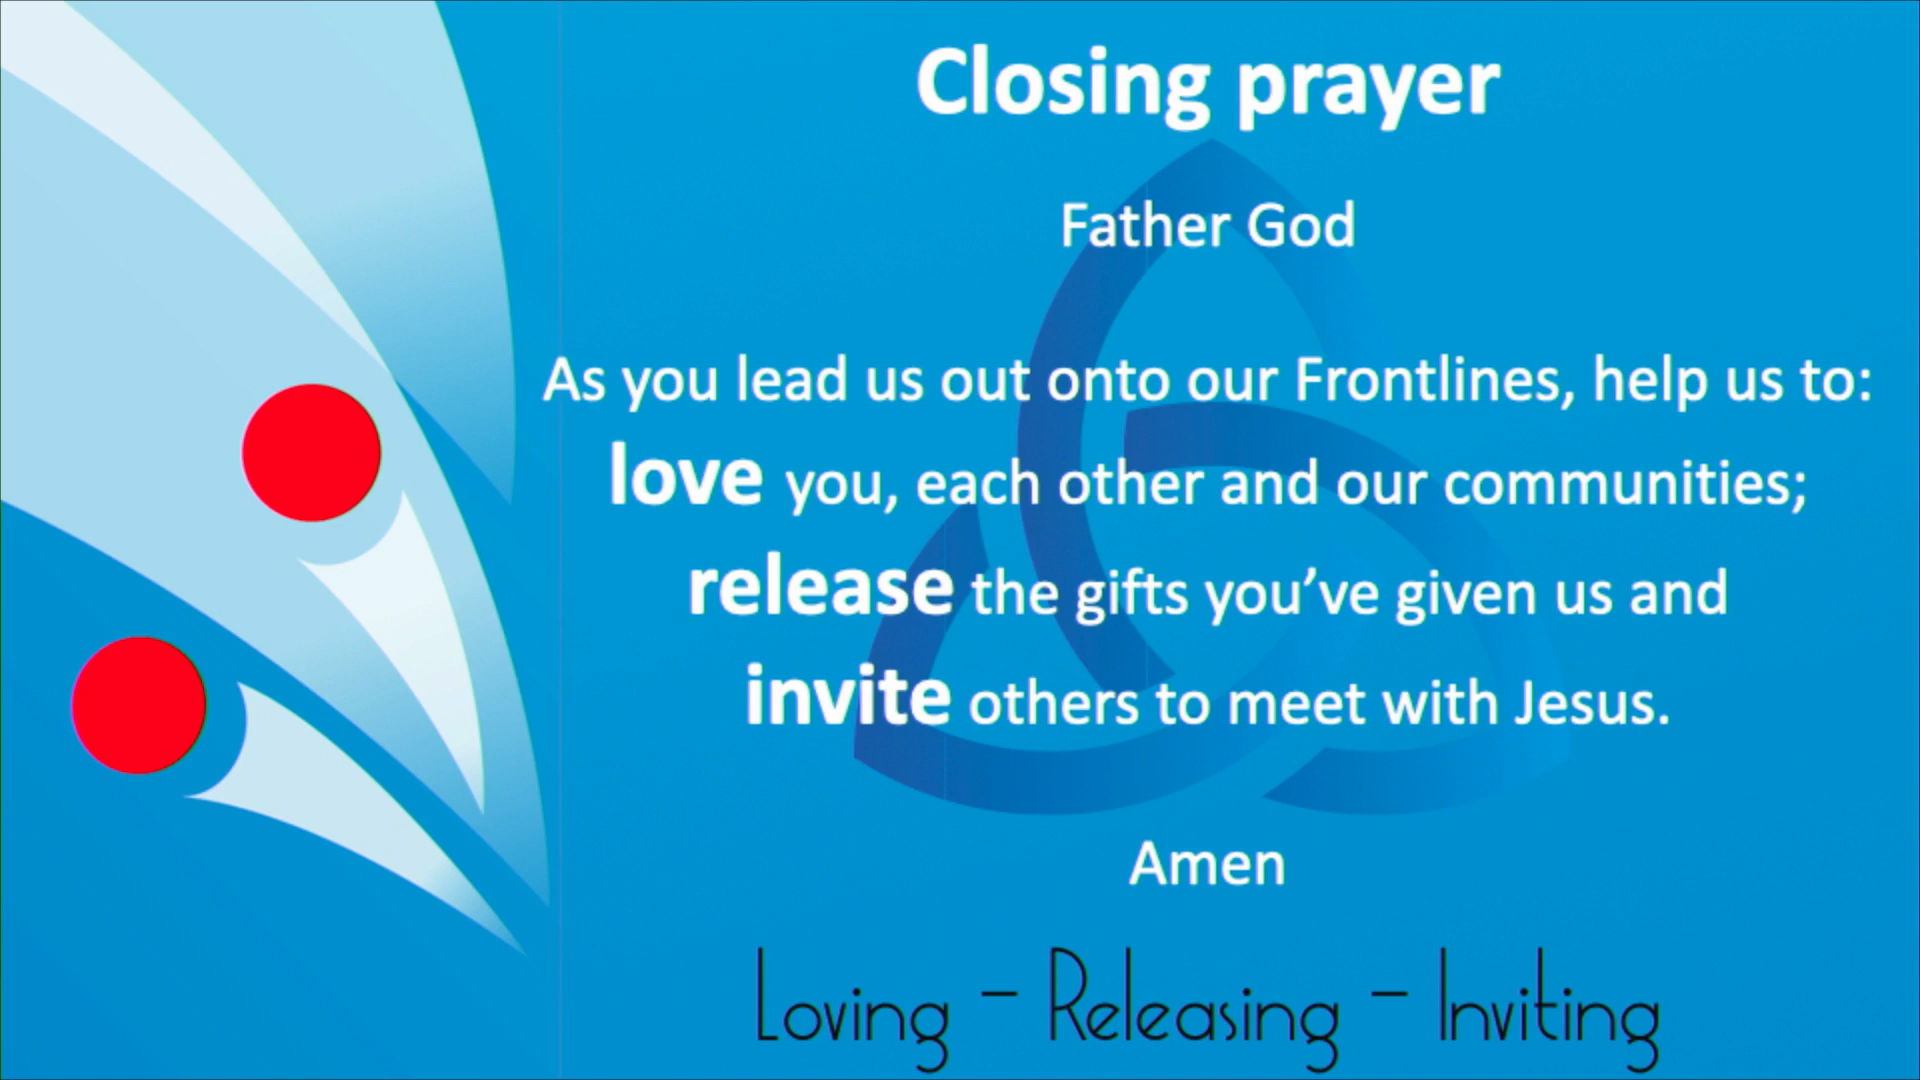 Closing prayer
Father God
As you lead us out onto our Frontlines, help us to:
love you, each other and our communities;
release the gifts you’ve given us and
invite others to meet with Jesus.
Amen
Loving - Releasing - Inviting